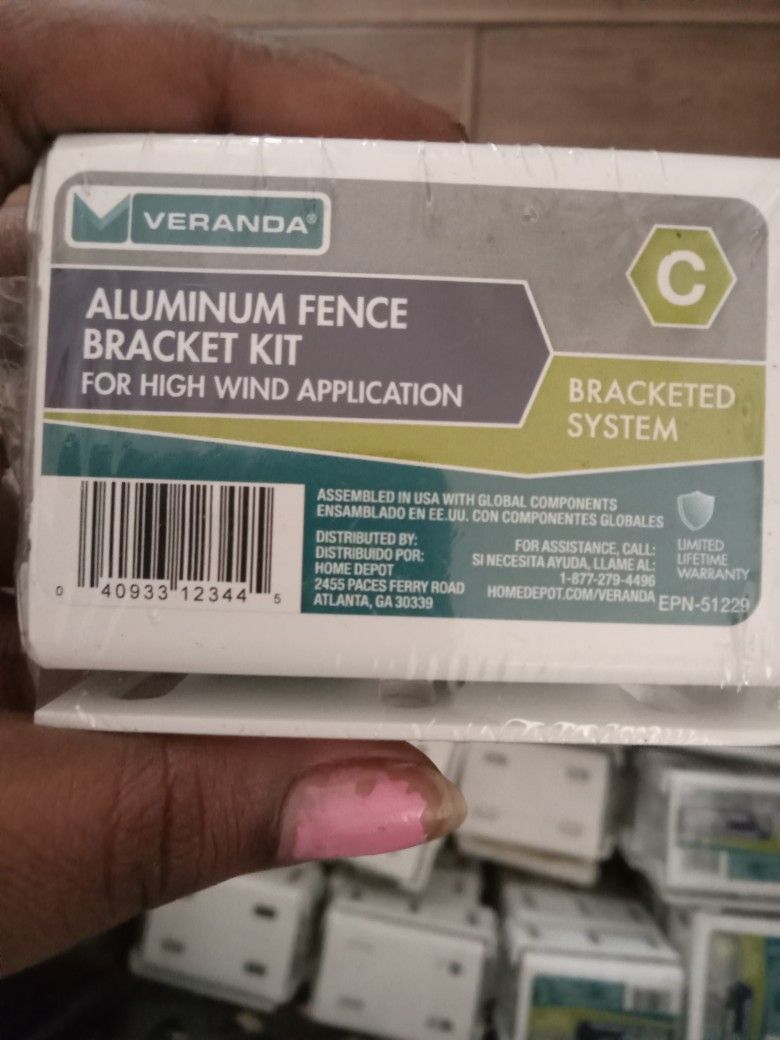 VERANDA®
C
ALUMINUM FENCE
BRACKET KIT
FOR HIGH WIND APPLICATION
BRACKETED
SYSTEM
ASSEMBLED IN USA WITH GLOBAL COMPONENTS
ENSAMBLADO EN EE.UU. CON COMPONENTES GLOBALES
DISTRIBUTED BY:
DISTRIBUIDO POR:
HOME DEPOT
2455 PACES FERRY ROAD
ATLANTA, GA 30339
FOR ASSISTANCE, CALL:
SI NECESITA AYUDA, LLAME AL:
1-877-279-4496
HOMEDEPOT.COM/VERANDA
LIMITED
LIFETIME
WARRANTY
EPN-51229
0 40933 12344 5